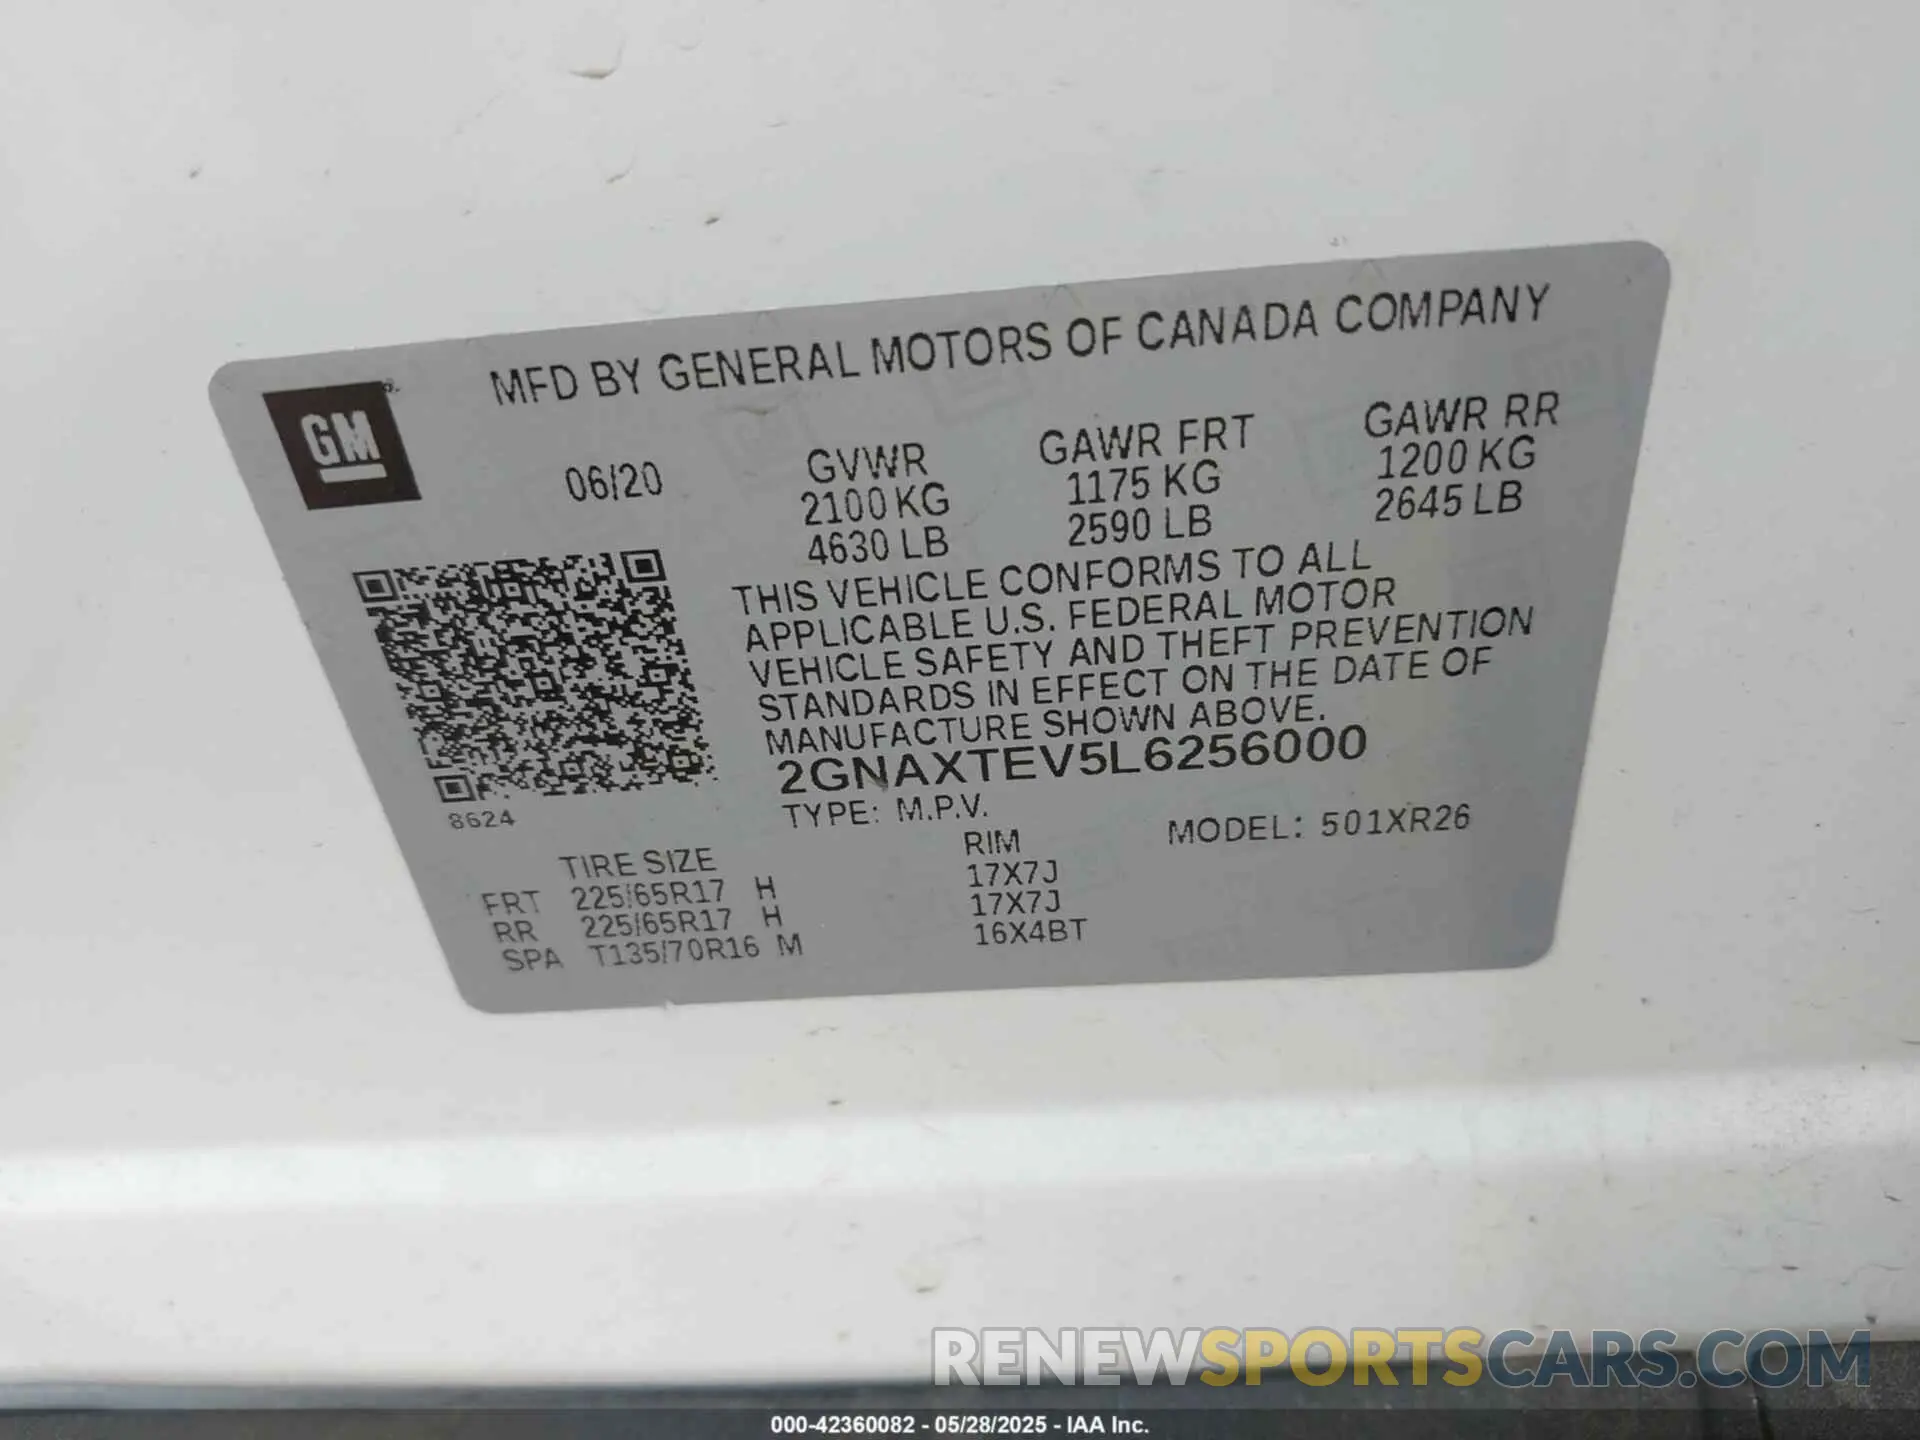 MFD BY GENERAL MOTORS OF CANADA COMPANY
GM
06/20
GVWR
2100 KG
4630 LB
GAWR FRT
1175 KG
2590 LB
GAWR RR
1200 KG
2645 LB
THIS VEHICLE CONFORMS TO ALL
APPLICABLE U.S. FEDERAL MOTOR
VEHICLE SAFETY AND THEFT PREVENTION
STANDARDS IN EFFECT ON THE DATE OF
MANUFACTURE SHOWN ABOVE.
2GNAXTEV5L6256000
8624
TYPE: M.P.V.
MODEL: 501XR26
TIRE SIZE RIM
FRT 225/65R17 H 17X7J
RR 225/65R17 H 17X7J
SPA T135/70R16 M 16X4BT
RENEWSPORTSCARS.COM
000-42360082 - 05/28/2025 - IAA Inc.